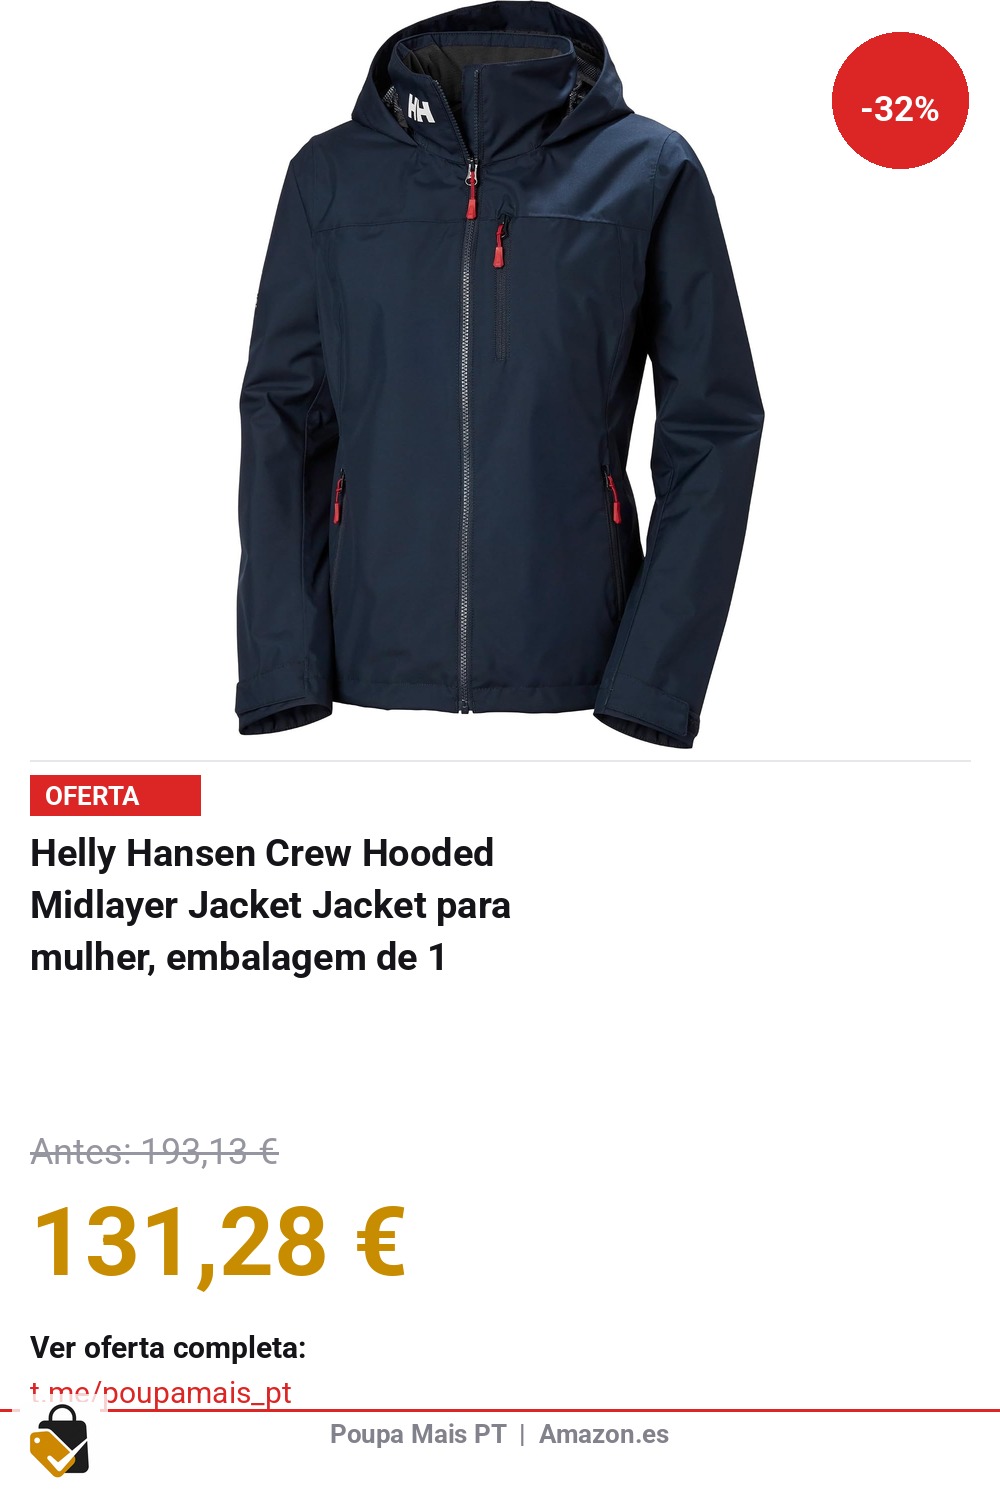 HH
-32%
OFERTA
Helly Hansen Crew Hooded
Midlayer Jacket Jacket para
mulher, embalagem de 1
Antes: 193,13 €
131,28 €
Ver oferta completa:
t.me/poupamais_pt
Poupa Mais PT | Amazon.es